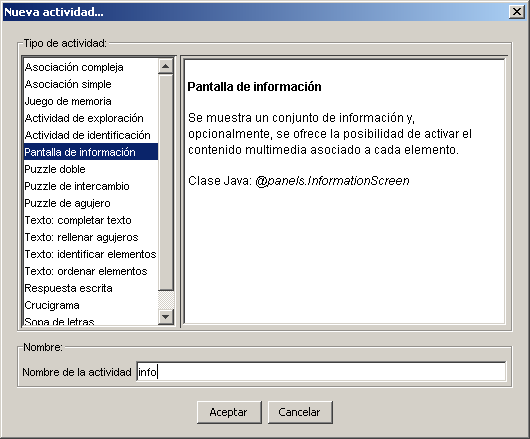 Nueva actividad...
Tipo de actividad:
Asociación compleja
Asociación simple
Juego de memoria
Actividad de exploración
Actividad de identificación
Pantalla de información
Puzzle doble
Puzzle de intercambio
Puzzle de agujero
Texto: completar texto
Texto: rellenar agujeros
Texto: identificar elementos
Texto: ordenar elementos
Respuesta escrita
Crucigrama
Sopa de letras
Pantalla de información
Se muestra un conjunto de información y,
opcionalmente, se ofrece la posibilidad de activar el
contenido multimedia asociado a cada elemento.
Clase Java: @panels.InformationScreen
Nombre:
Nombre de la actividad info
Aceptar Cancelar